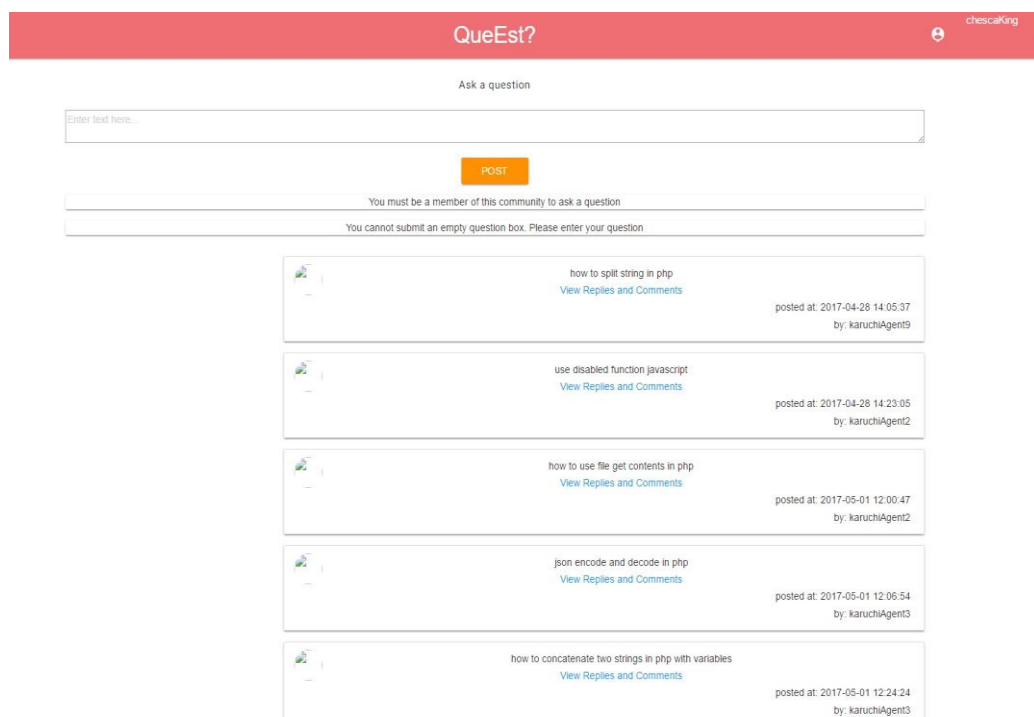 chescaKing
QueEst?
Ask a question
Enter text here...
POST
You must be a member of this community to ask a question
You cannot submit an empty question box. Please enter your question
how to split string in php
View Replies and Comments
posted at: 2017-04-28 14:05:37
by: karuchiAgent9
use disabled function javascript
View Replies and Comments
posted at: 2017-04-28 14:23:05
by: karuchiAgent2
how to use file get contents in php
View Replies and Comments
posted at: 2017-05-01 12:00:47
by: karuchiAgent2
json encode and decode in php
View Replies and Comments
posted at: 2017-05-01 12:06:54
by: karuchiAgent3
how to concatenate two strings in php with variables
View Replies and Comments
posted at: 2017-05-01 12:24:24
by: karuchiAgent3